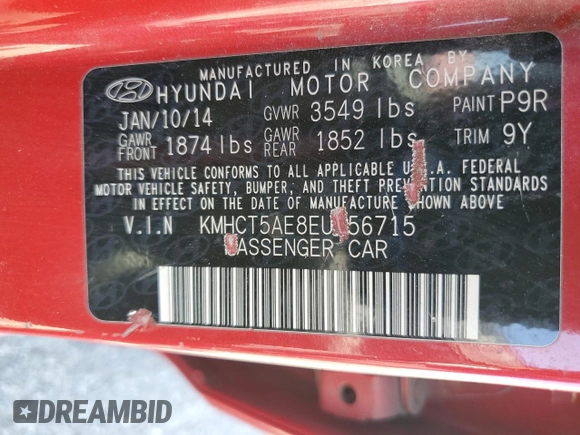 MANUFACTURED IN KOREA BY
HYUNDAI MOTOR COMPANY
JAN/10/14 GVWR 3549 lbs PAINT P9R
GAWR FRONT 1874 lbs GAWR REAR 1852 lbs TRIM 9Y
THIS VEHICLE CONFORMS TO ALL APPLICABLE U.S.A. FEDERAL
MOTOR VEHICLE SAFETY, BUMPER, AND THEFT PREVENTION STANDARDS
IN EFFECT ON THE DATE OF MANUFACTURE SHOWN ABOVE
V.I.N
PASSENGER CAR
DREAMBID